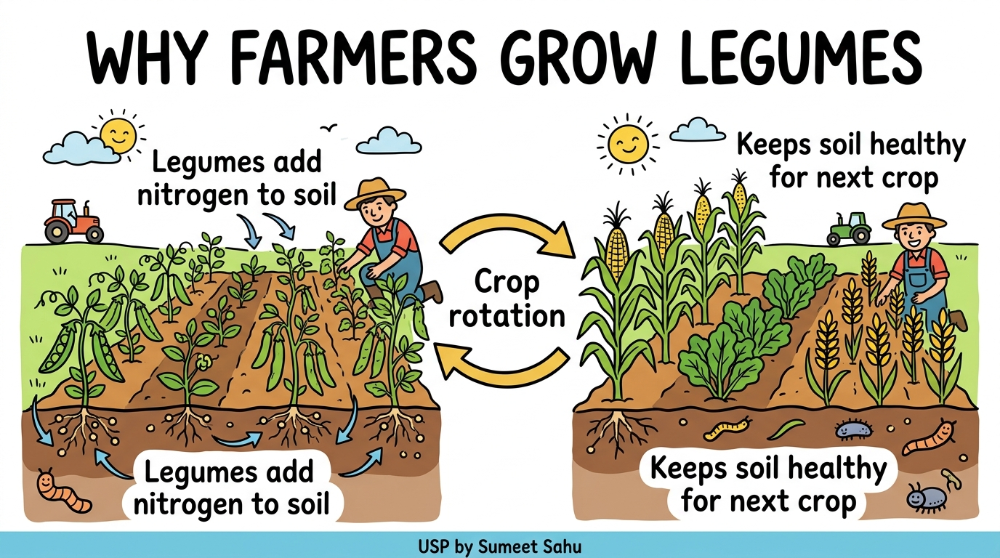 WHY FARMERS GROW LEGUMES
Legumes add
nitrogen to soil
Keeps soil healthy
for next crop
Crop
rotation
Legumes add
nitrogen to soil
Keeps soil healthy
for next crop
USP by Sumeet Sahu